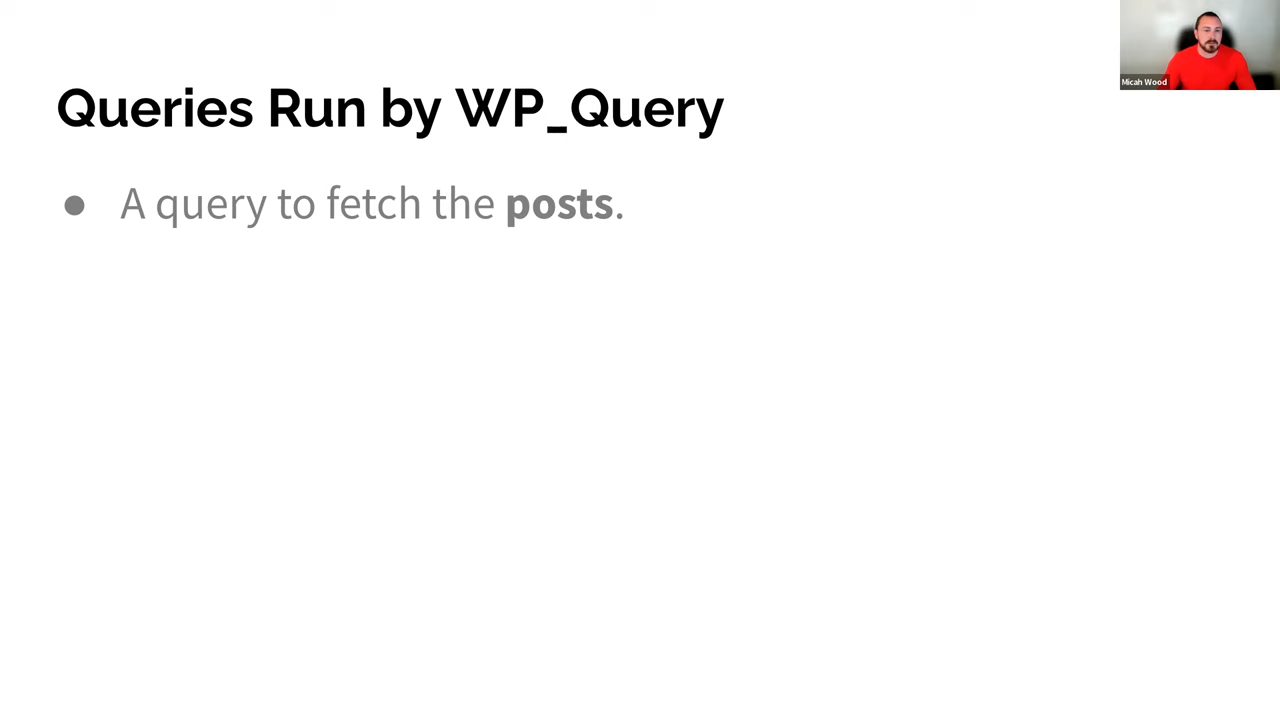 Queries Run by WP_Query
● A query to fetch the posts.
Micah Wood